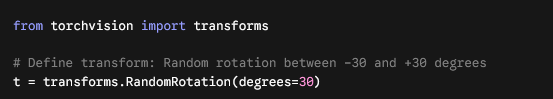 from torchvision import transforms
# Define transform: Random rotation between -30 and +30 degrees
t = transforms.RandomRotation(degrees=30)